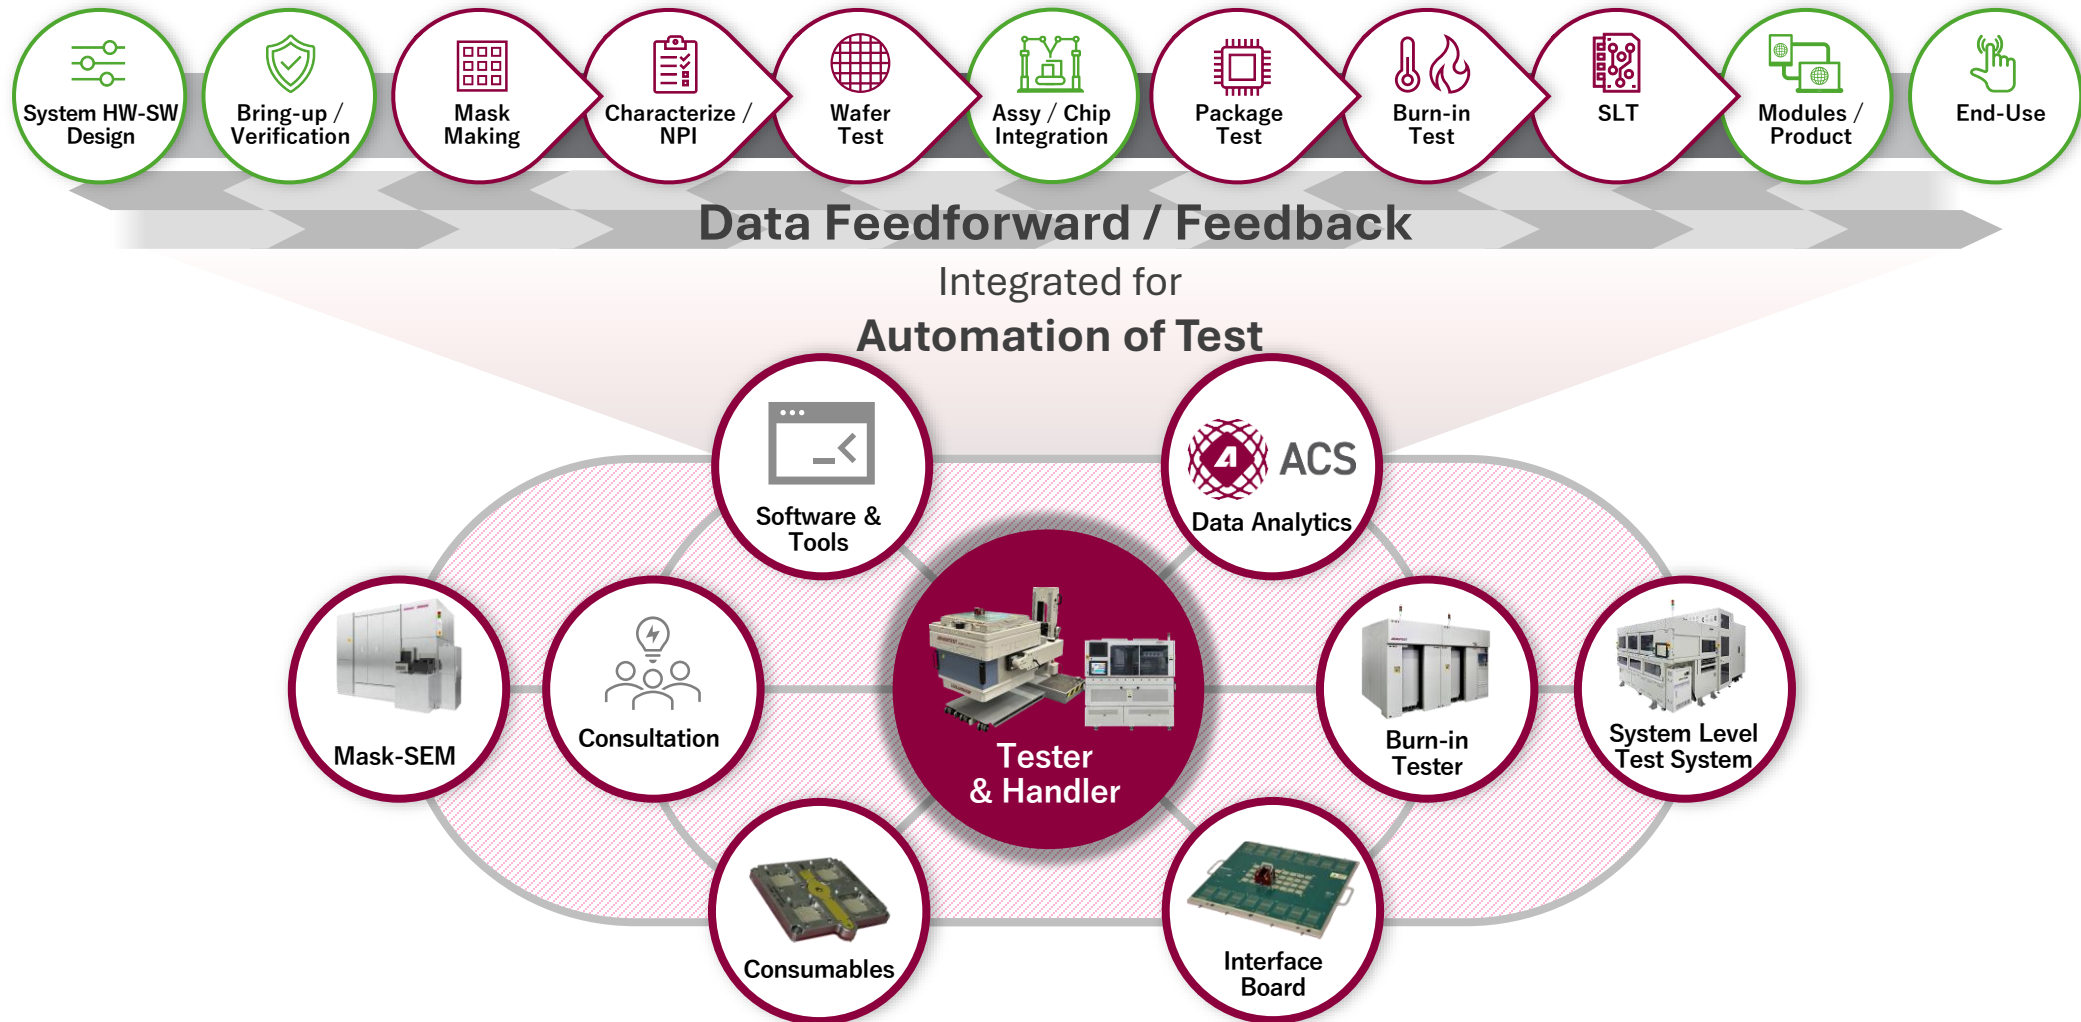 System HW-SW
Design
Bring-up /
Verification
Mask
Making
Characterize /
NPI
Wafer
Test
Assy / Chip
Integration
Package
Test
Burn-in
Test
SLT
Modules /
Product
End-Use
Data Feedforward / Feedback
Integrated for
Automation of Test
Software &
Tools
ACS
Data Analytics
Mask-SEM
Consultation
Tester
& Handler
Burn-in
Tester
System Level
Test System
Consumables
Interface
Board